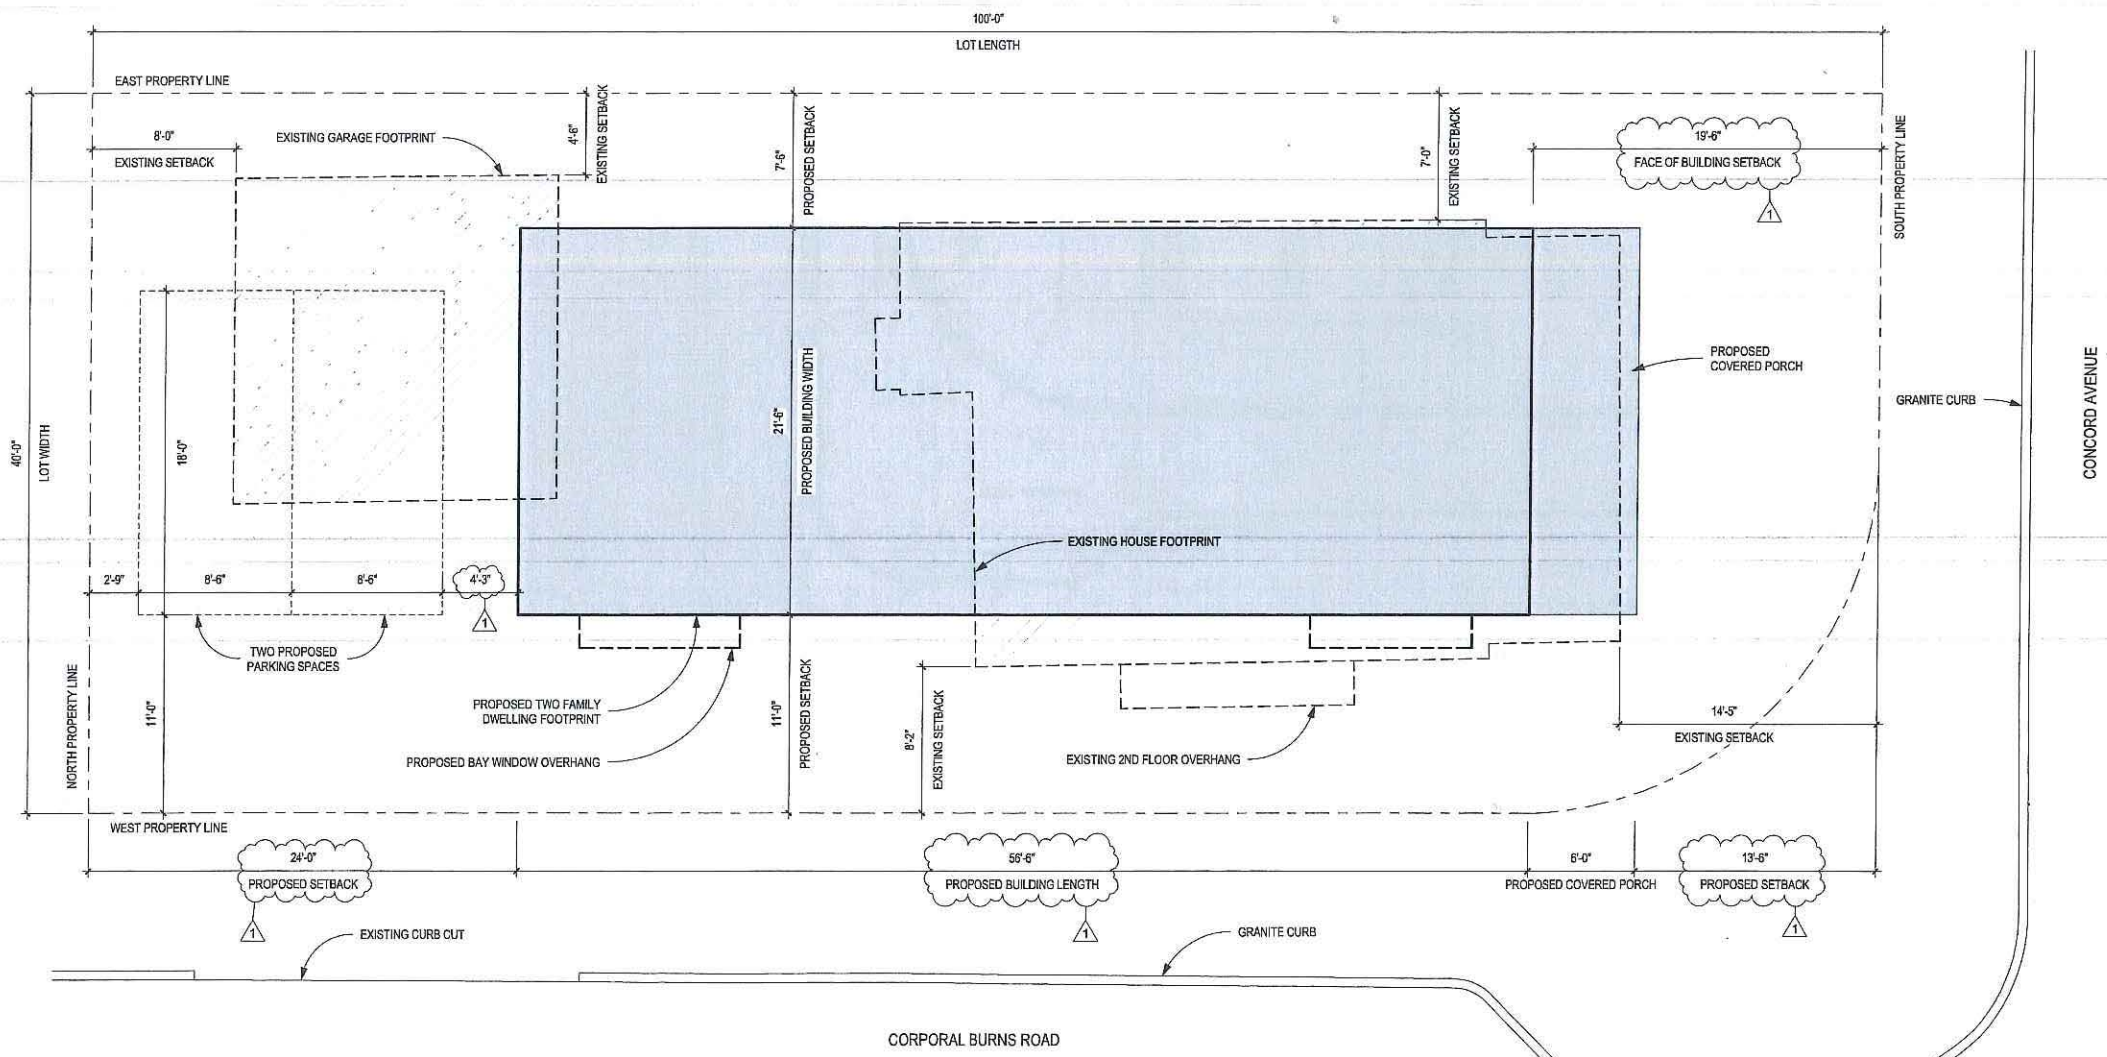 100'-0"
LOT LENGTH
EAST PROPERTY LINE
8'-0"
EXISTING SETBACK
EXISTING GARAGE FOOTPRINT
4'-6"
EXISTING SETBACK
7'-6"
PROPOSED SETBACK
7'-0"
EXISTING SETBACK
19'-6"
FACE OF BUILDING SETBACK
1
SOUTH PROPERTY LINE
40'-0"
LOT WIDTH
18'-0"
21'-6"
PROPOSED BUILDING WIDTH
PROPOSED
COVERED PORCH
GRANITE CURB
CONCORD AVENUE
EXISTING HOUSE FOOTPRINT
2'-9"
8'-6"
8'-6"
4'-3"
1
TWO PROPOSED
PARKING SPACES
NORTH PROPERTY LINE
11'-0"
PROPOSED TWO FAMILY
DWELLING FOOTPRINT
PROPOSED BAY WINDOW OVERHANG
11'-0"
PROPOSED SETBACK
8'-2"
EXISTING SETBACK
EXISTING 2ND FLOOR OVERHANG
14'-5"
EXISTING SETBACK
WEST PROPERTY LINE
24'-0"
PROPOSED SETBACK
1
56'-6"
PROPOSED BUILDING LENGTH
1
6'-0"
PROPOSED COVERED PORCH
13'-6"
PROPOSED SETBACK
1
EXISTING CURB CUT
GRANITE CURB
CORPORAL BURNS ROAD